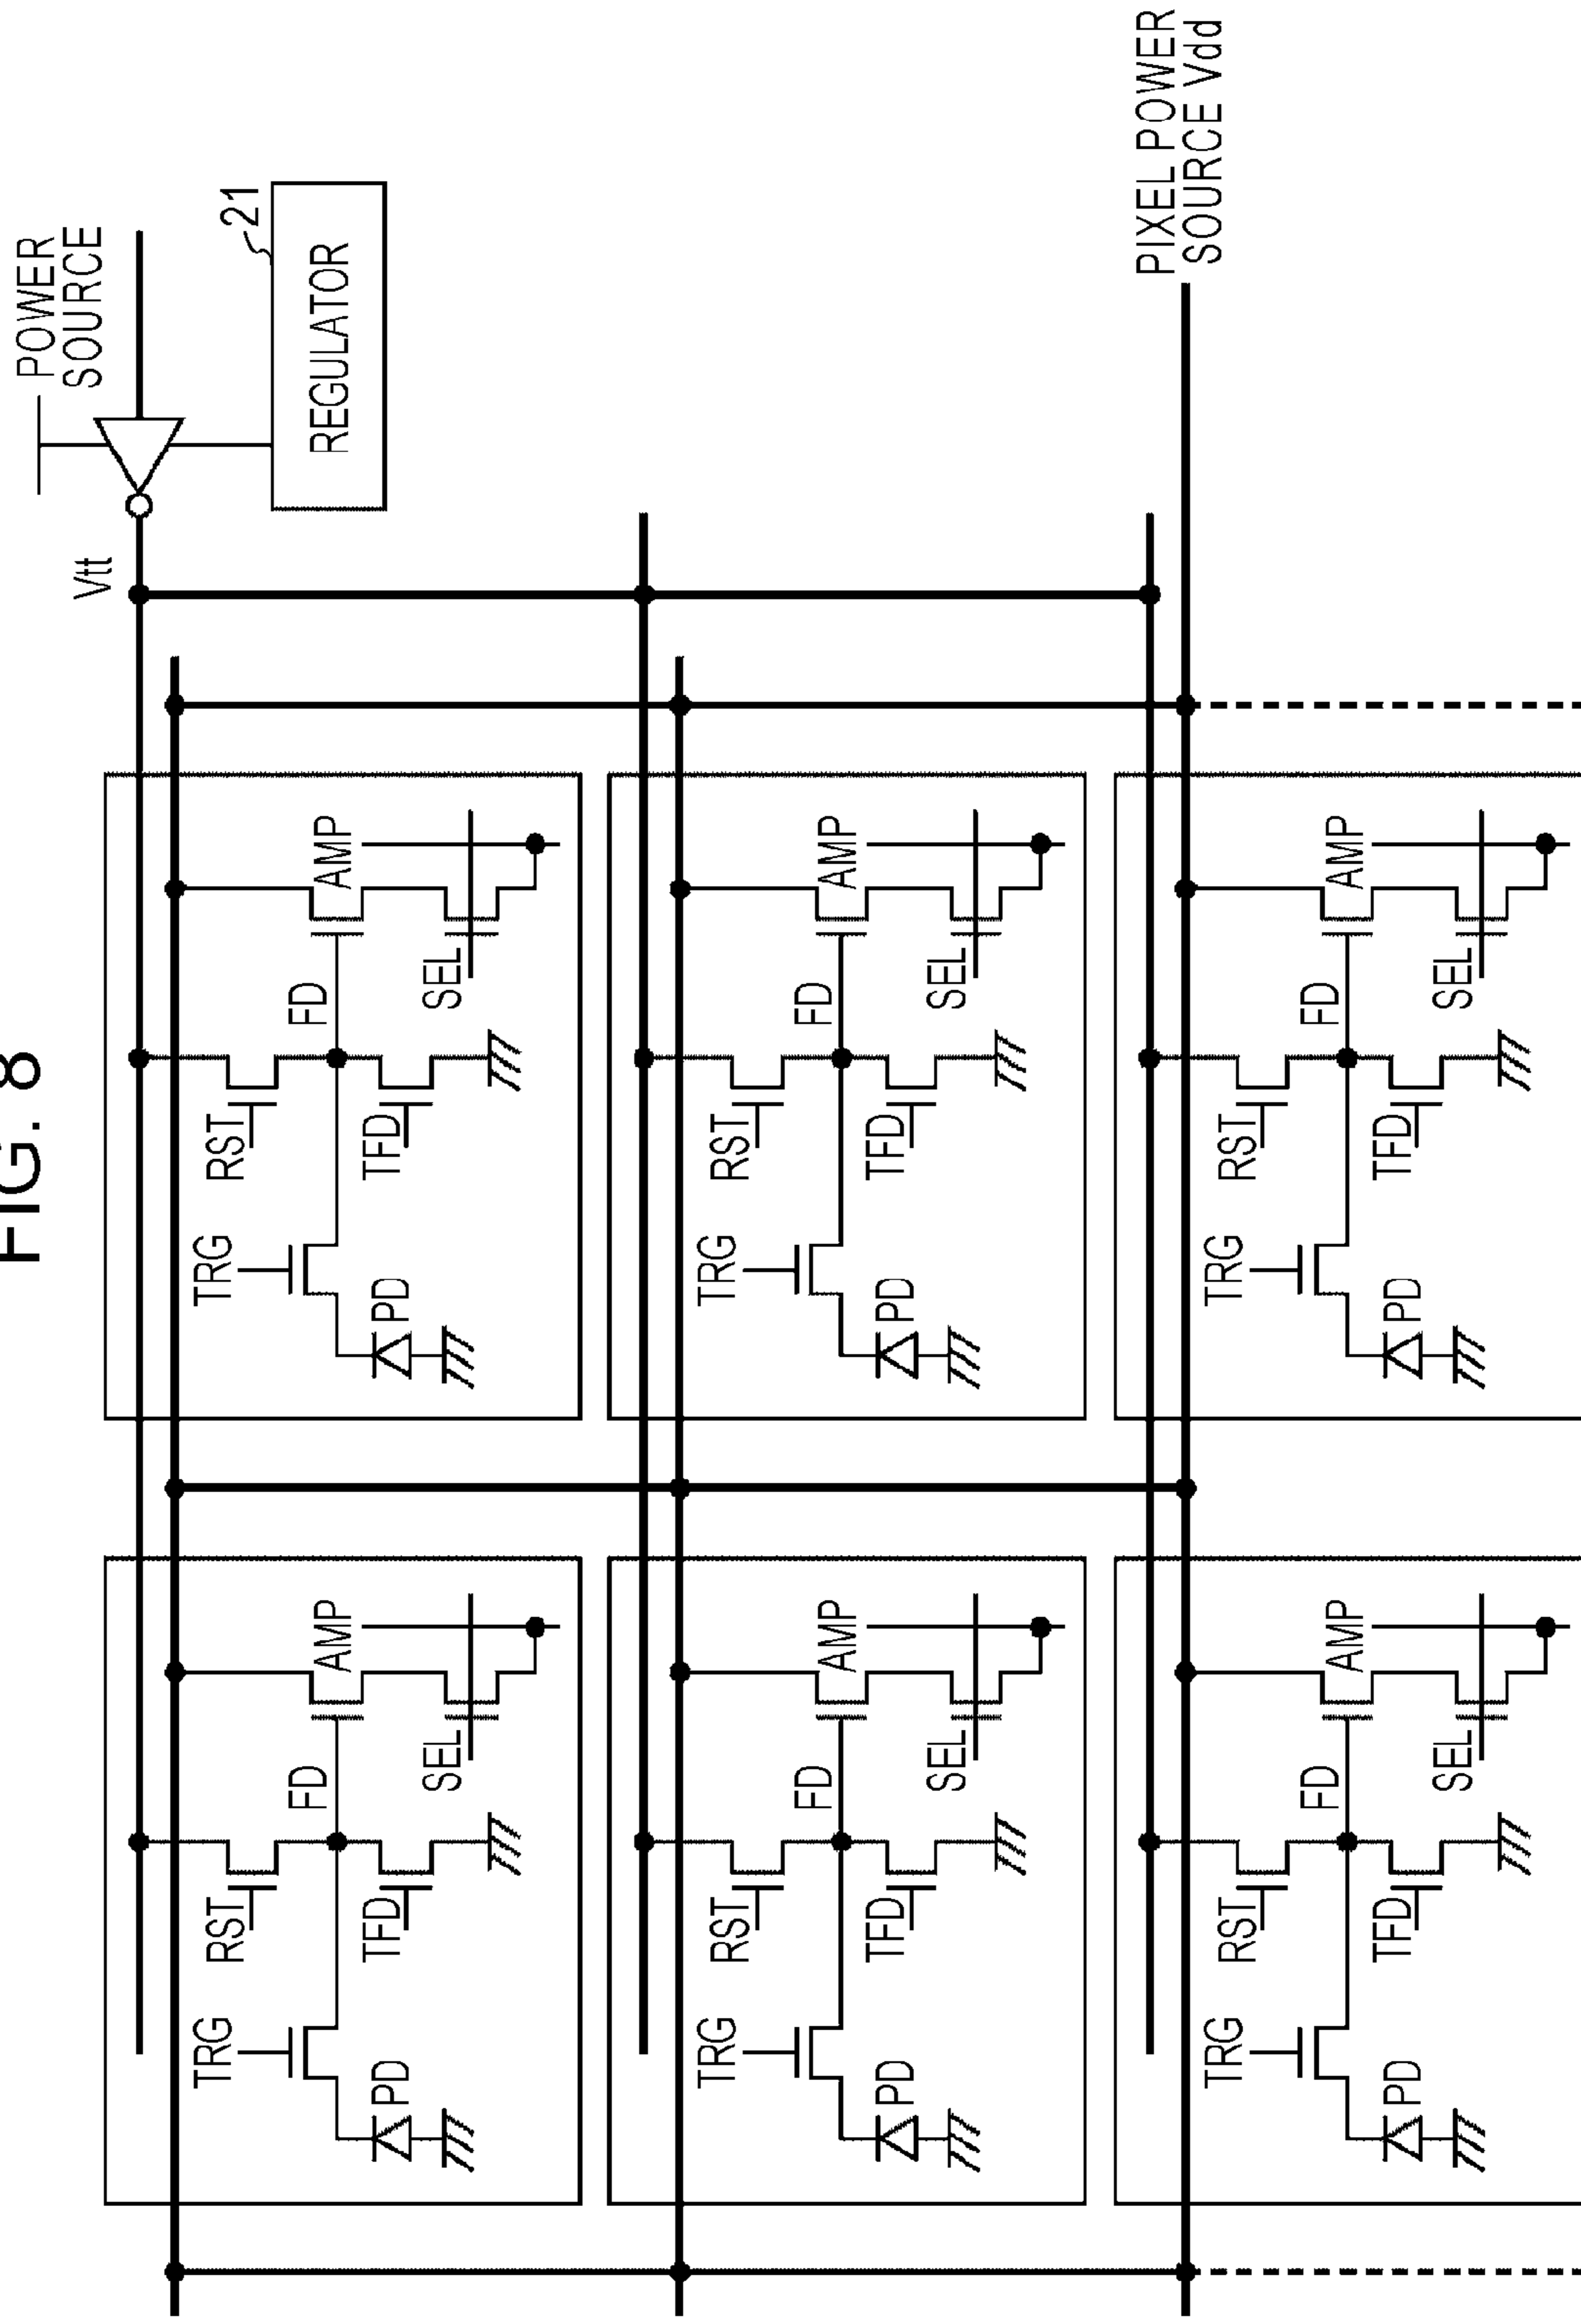 FIG. 8
POWER
SOURCE
Vtt
21
REGULATOR
TRG
RST
FD
AMP
PD
TFD
SEL
TRG
RST
FD
AMP
PD
TFD
SEL
TRG
RST
FD
AMP
PD
TFD
SEL
TRG
RST
FD
AMP
PD
TFD
SEL
PIXEL POWER
SOURCE Vdd
TRG
RST
FD
AMP
PD
TFD
SEL
TRG
RST
FD
AMP
PD
TFD
SEL